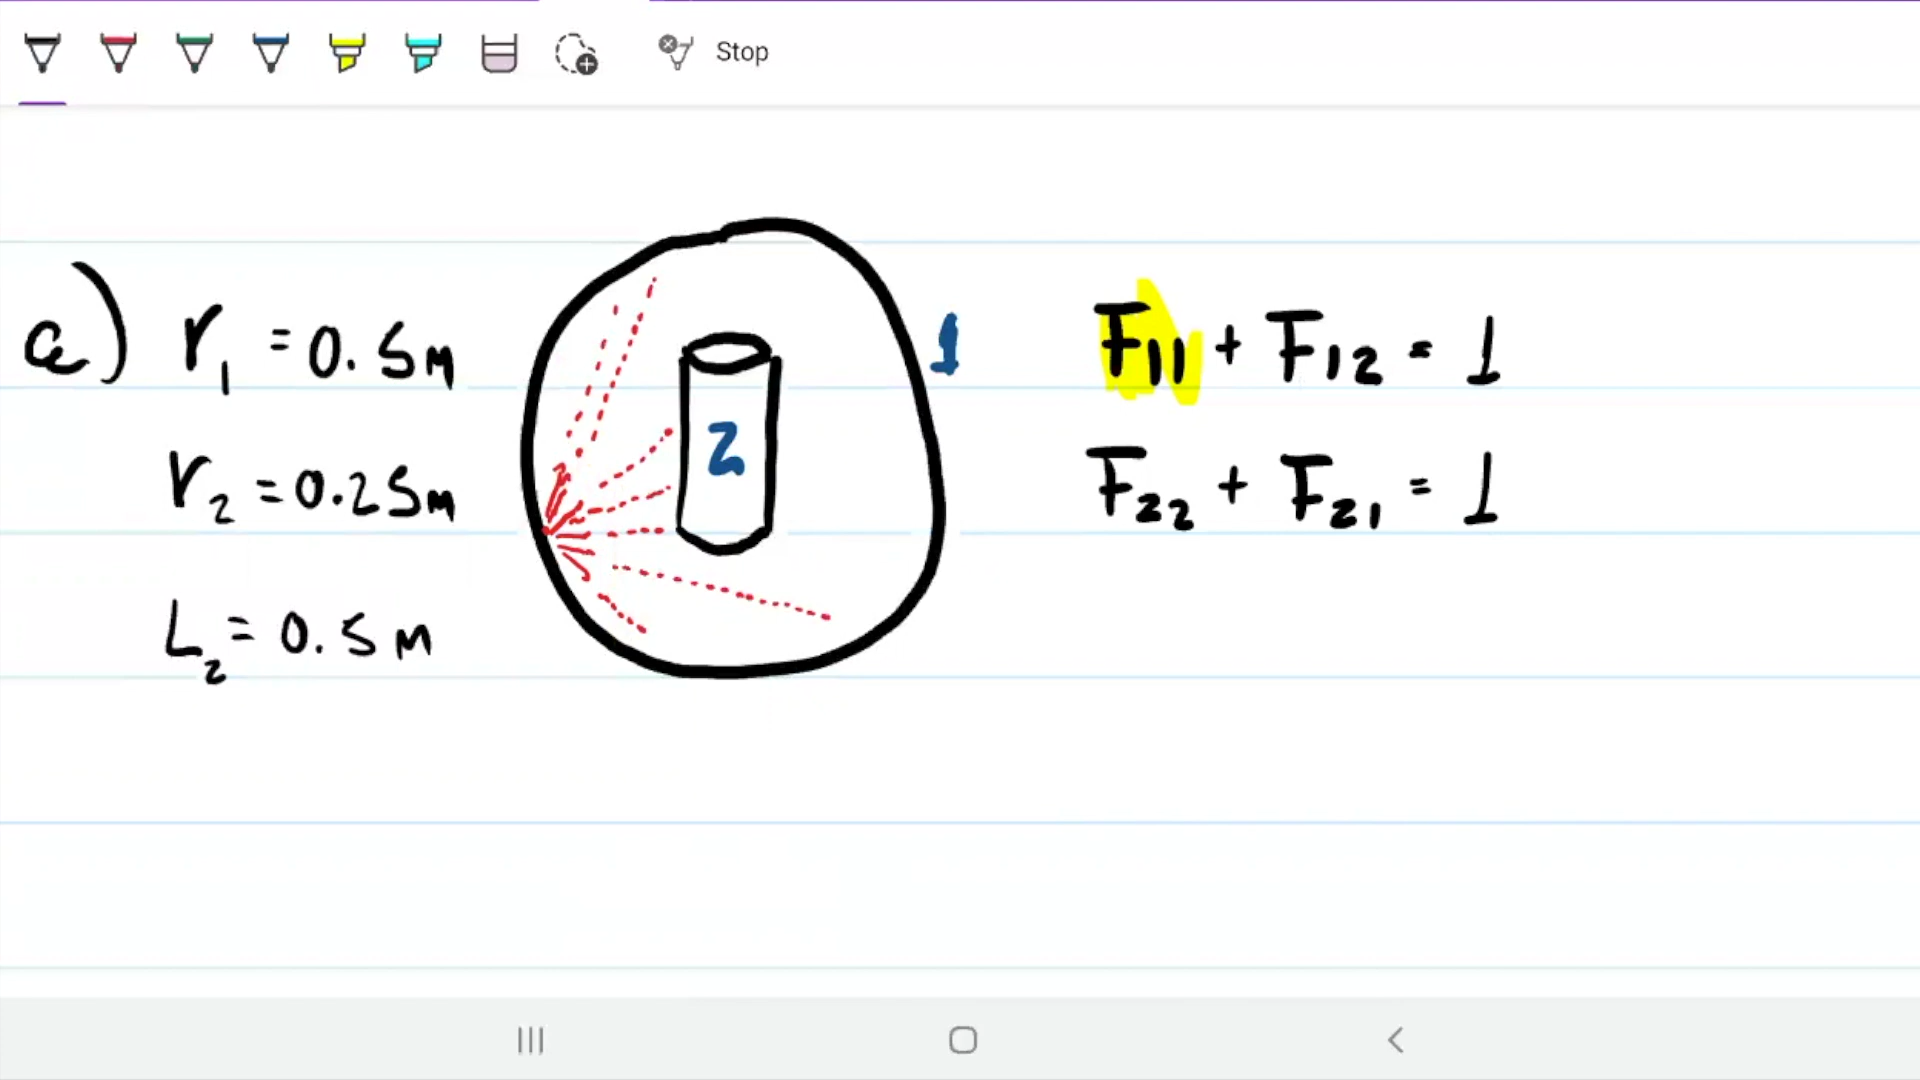 Stop
a) r₁ = 0.5m
1
F₁₁ + F₁₂ = 1
r₂ = 0.25m
2
F₂₂ + F₂₁ = 1
L₂ = 0.5m